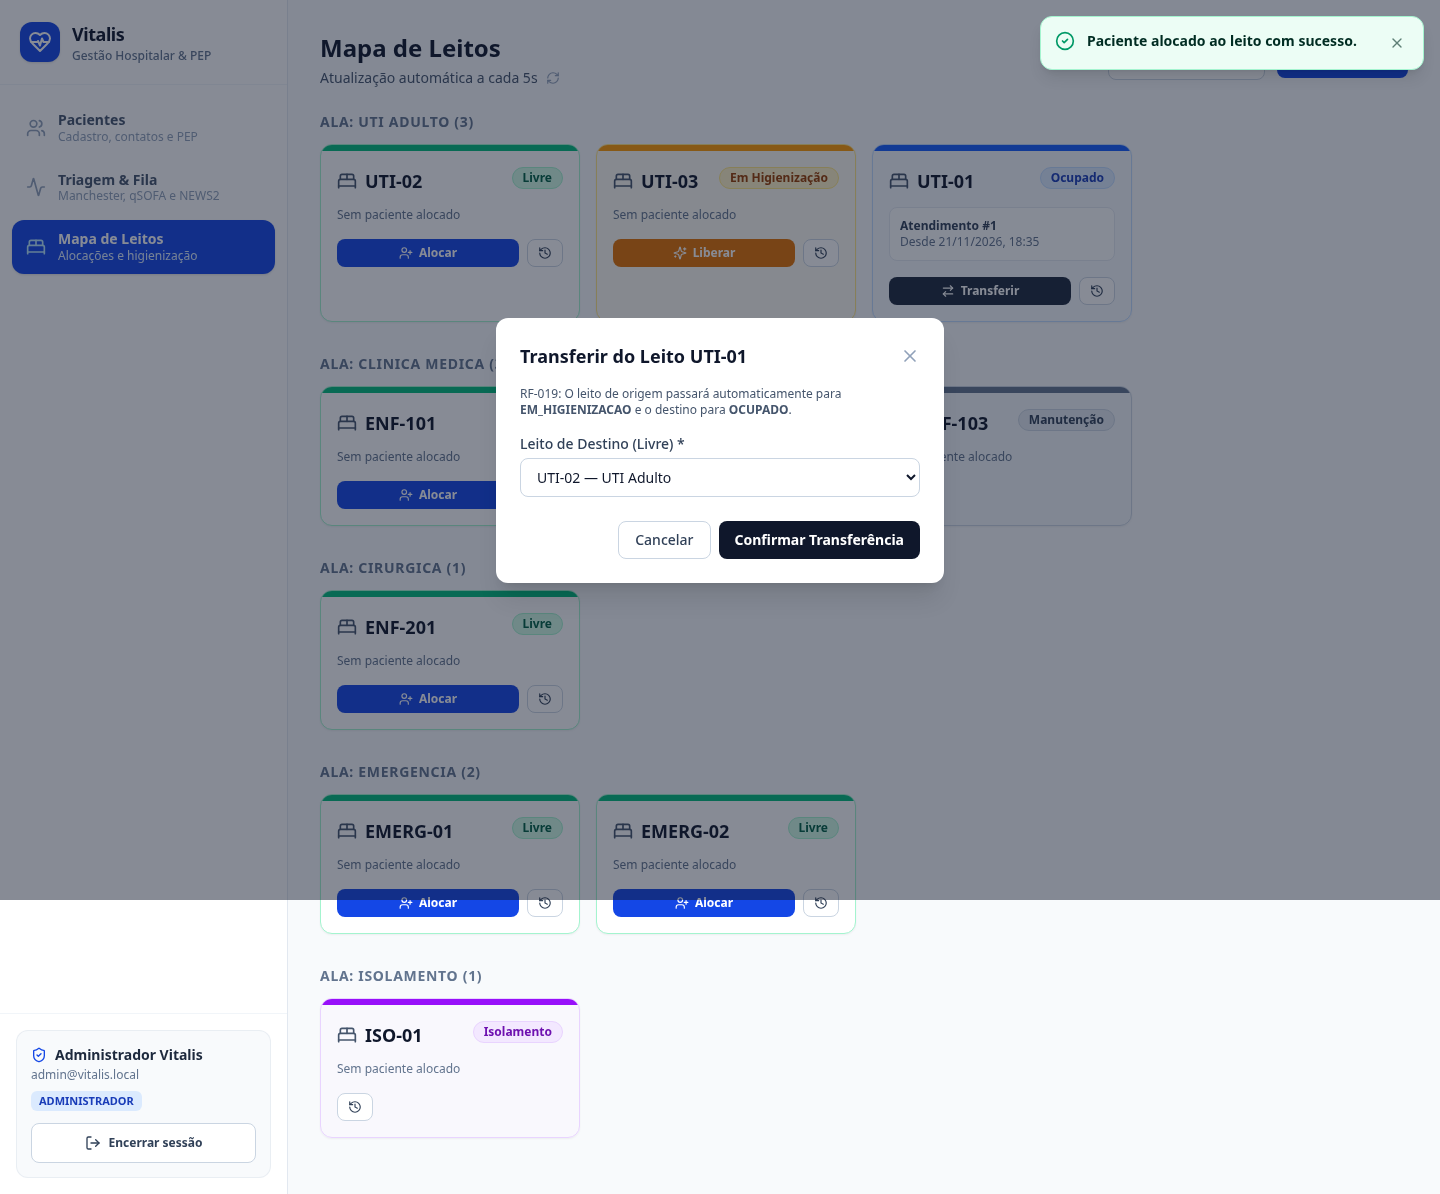 Vitalis
Gestão Hospitalar & PEP
Pacientes
Cadastro, contatos e PEP
Triagem & Fila
Manchester, qSOFA e NEWS2
Mapa de Leitos
Alocações e higienização
Administrador Vitalis
admin@vitalis.local
ADMINISTRADOR
Encerrar sessão
Mapa de Leitos
Atualização automática a cada 5s
Paciente alocado ao leito com sucesso.
ALA: UTI ADULTO (3)
UTI-02
Livre
Sem paciente alocado
Alocar
UTI-03
Em Higienização
Sem paciente alocado
Liberar
UTI-01
Ocupado
Atendimento #1
Desde 21/11/2026, 18:35
Transferir
ALA: CLINICA MEDICA
ENF-101
Sem paciente alocado
Alocar
F-103
Manutenção
alocado
Transferir do Leito UTI-01
RF-019: O leito de origem passará automaticamente para
EM_HIGIENIZACAO e o destino para OCUPADO.
Leito de Destino (Livre) *
UTI-02 — UTI Adulto
Cancelar
Confirmar Transferência
ALA: CIRURGICA (1)
ENF-201
Livre
Sem paciente alocado
Alocar
ALA: EMERGENCIA (2)
EMERG-01
Livre
Sem paciente alocado
Alocar
EMERG-02
Livre
Sem paciente alocado
Alocar
ALA: ISOLAMENTO (1)
ISO-01
Isolamento
Sem paciente alocado